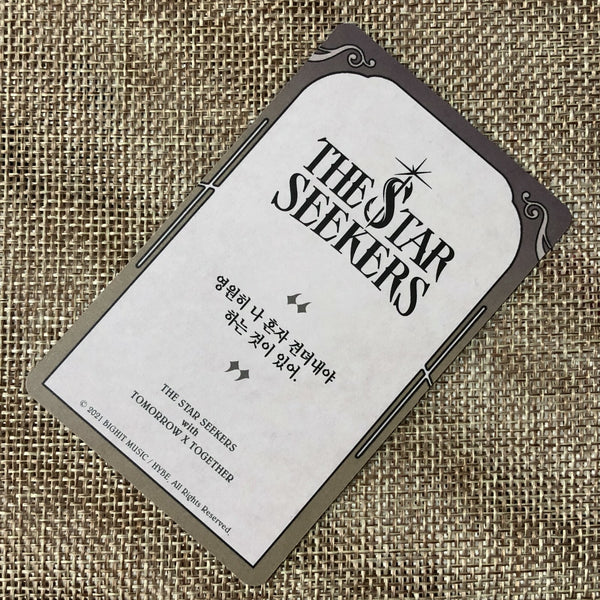 THE STAR
SEEKERS
“
영원히 나 혼자 견뎌내야
하는 것이 있어.
”
THE STAR SEEKERS
with
TOMORROW X TOGETHER
© 2021 BIGHIT MUSIC / HYBE. All Rights Reserved.